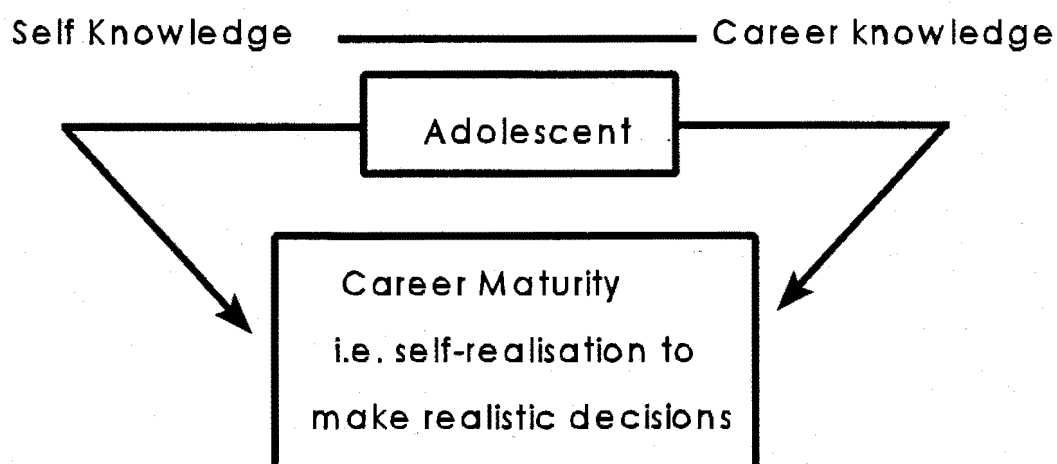 Self Knowledge Career knowledge
Adolescent
Career Maturity
i.e. self-realisation to
make realistic decisions